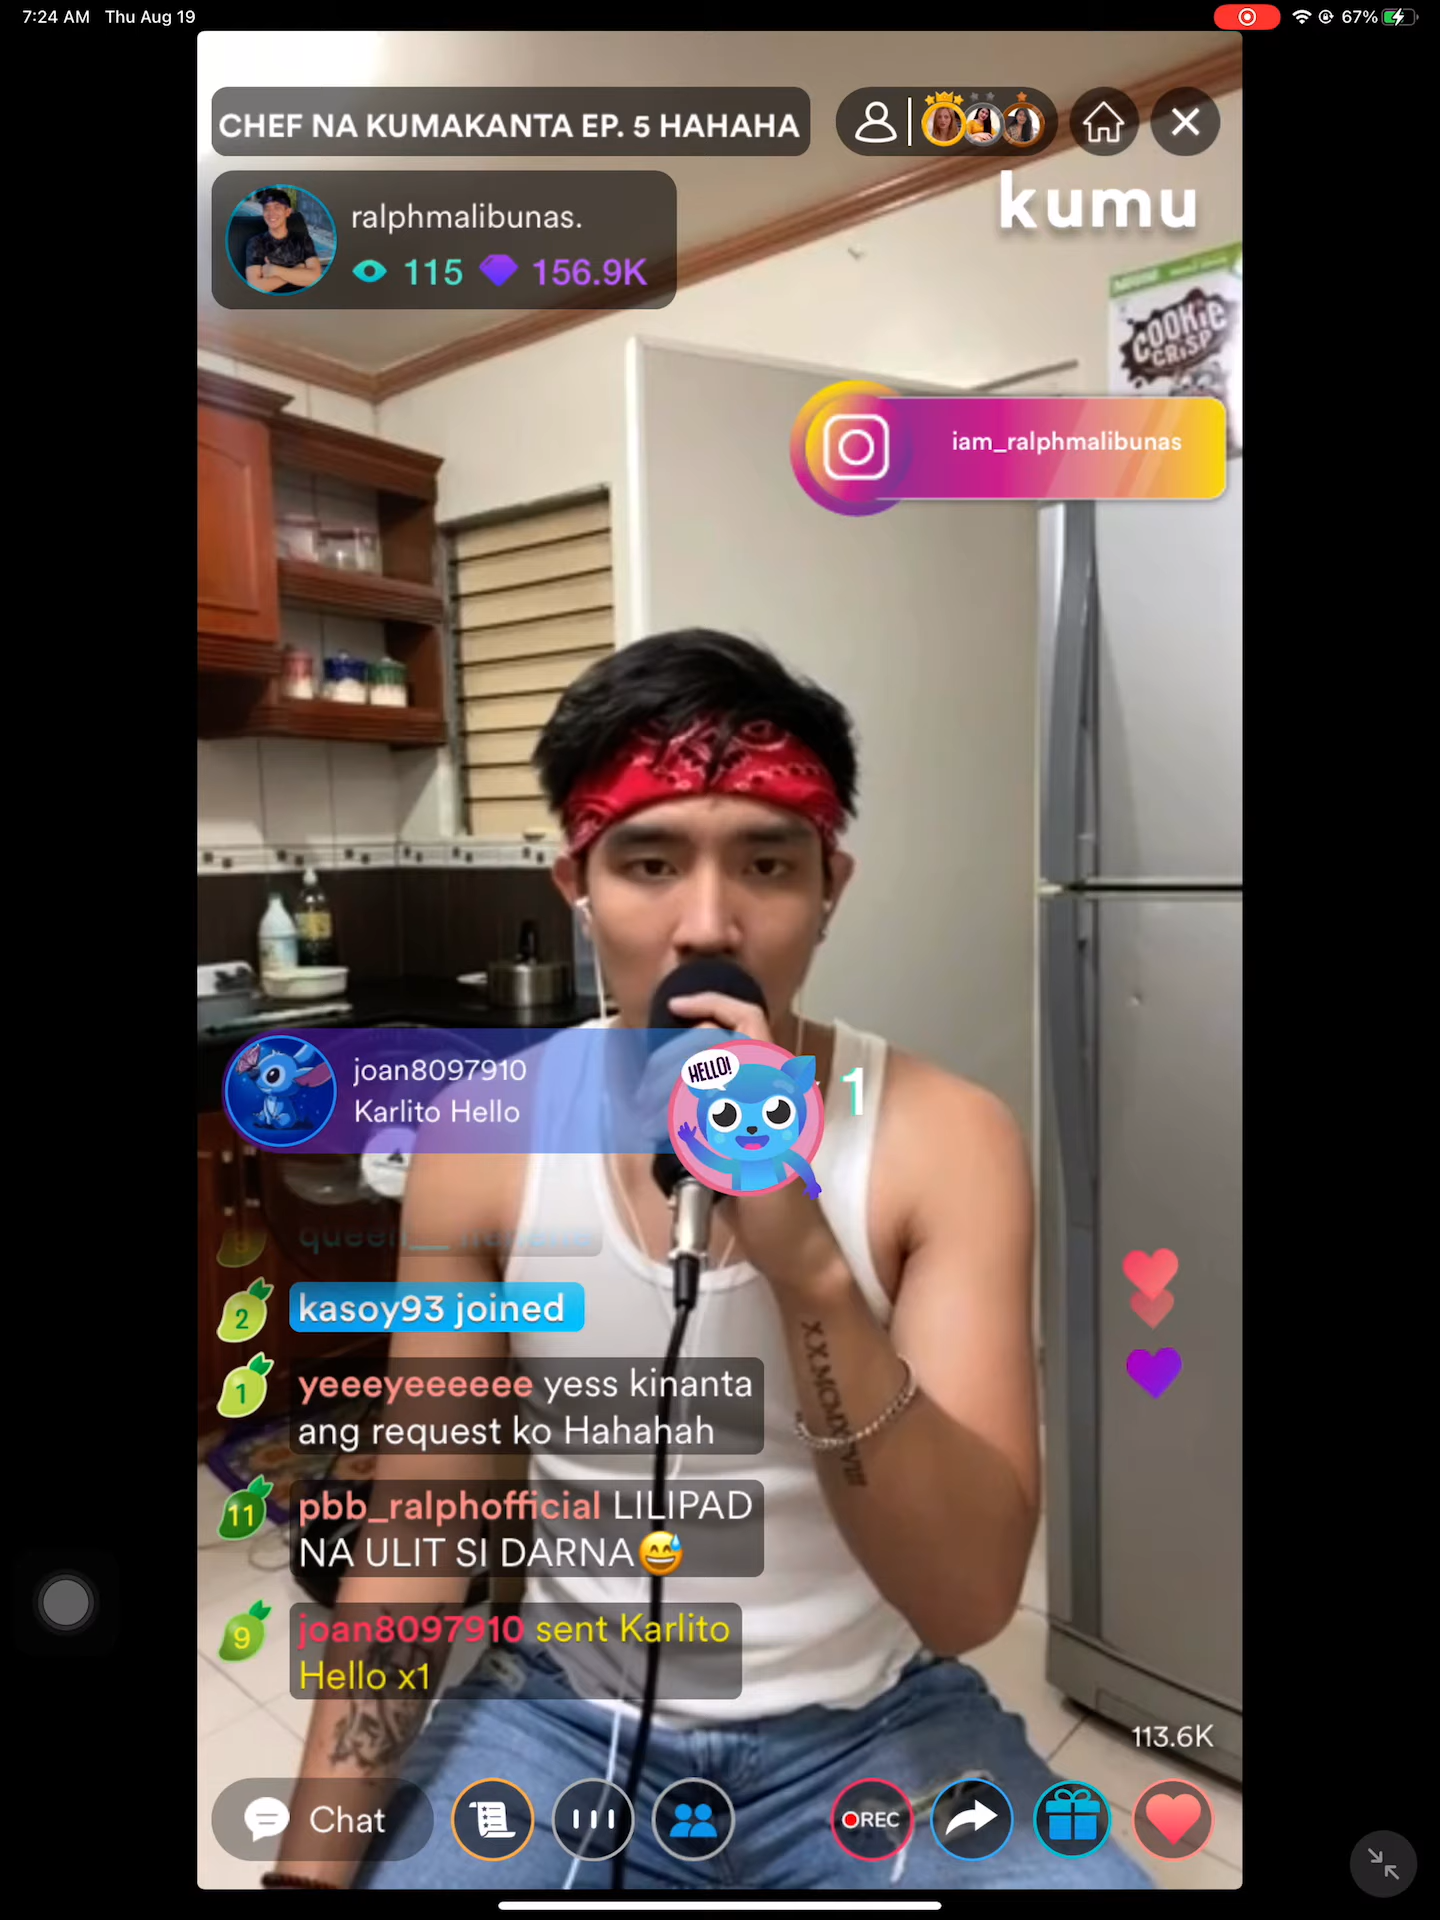 7:24 AM Thu Aug 19
67%
CHEF NA KUMAKANTA EP. 5 HAHAHA
ralphmalibunas.
115 156.9K
kumu
COOKIE
CRISP
iam_ralphmalibunas
joan8097910
Karlito Hello
HELLO!
1
2 kasoy93 joined
1 yeeeyeeeeee yess kinanta
ang request ko Hahahah
11 pbb_ralphofficial LILIPAD
NA ULIT SI DARNA😅
9 joan8097910 sent Karlito
Hello x1
113.6K
Chat
REC